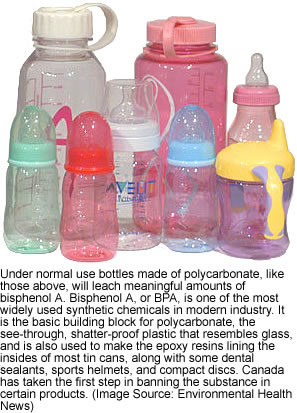 AVENT
Under normal use bottles made of polycarbonate, like
those above, will leach meaningful amounts of
bisphenol A. Bisphenol A, or BPA, is one of the most
widely used synthetic chemicals in modern industry. It
is the basic building block for polycarbonate, the
see-through, shatter-proof plastic that resembles glass,
and is also used to make the epoxy resins lining the
insides of most tin cans, along with some dental
sealants, sports helmets, and compact discs. Canada
has taken the first step in banning the substance in
certain products. (Image Source: Environmental Health
News)